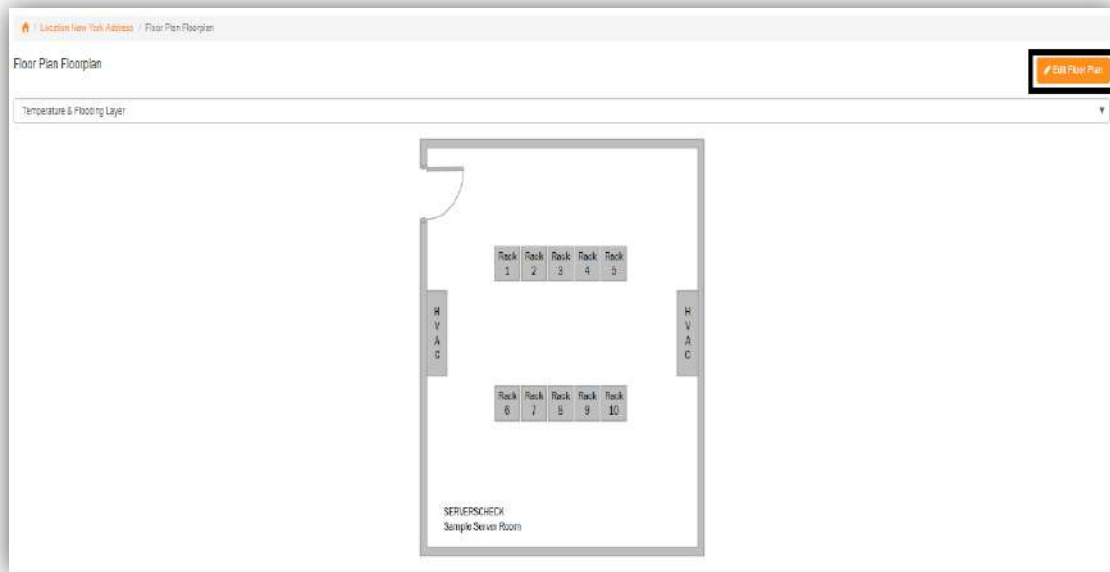 / Location New York Address / Floor Plan Floorplan
Floor Plan Floorplan
Edit Floor Plan
Temperature & Flooding Layer
Rack Rack Rack Rack Rack
1 2 3 4 5
H
V
A
C
H
V
A
C
Rack Rack Rack Rack Rack
6 7 8 9 10
SERVERSCHECK
Sample Server Room